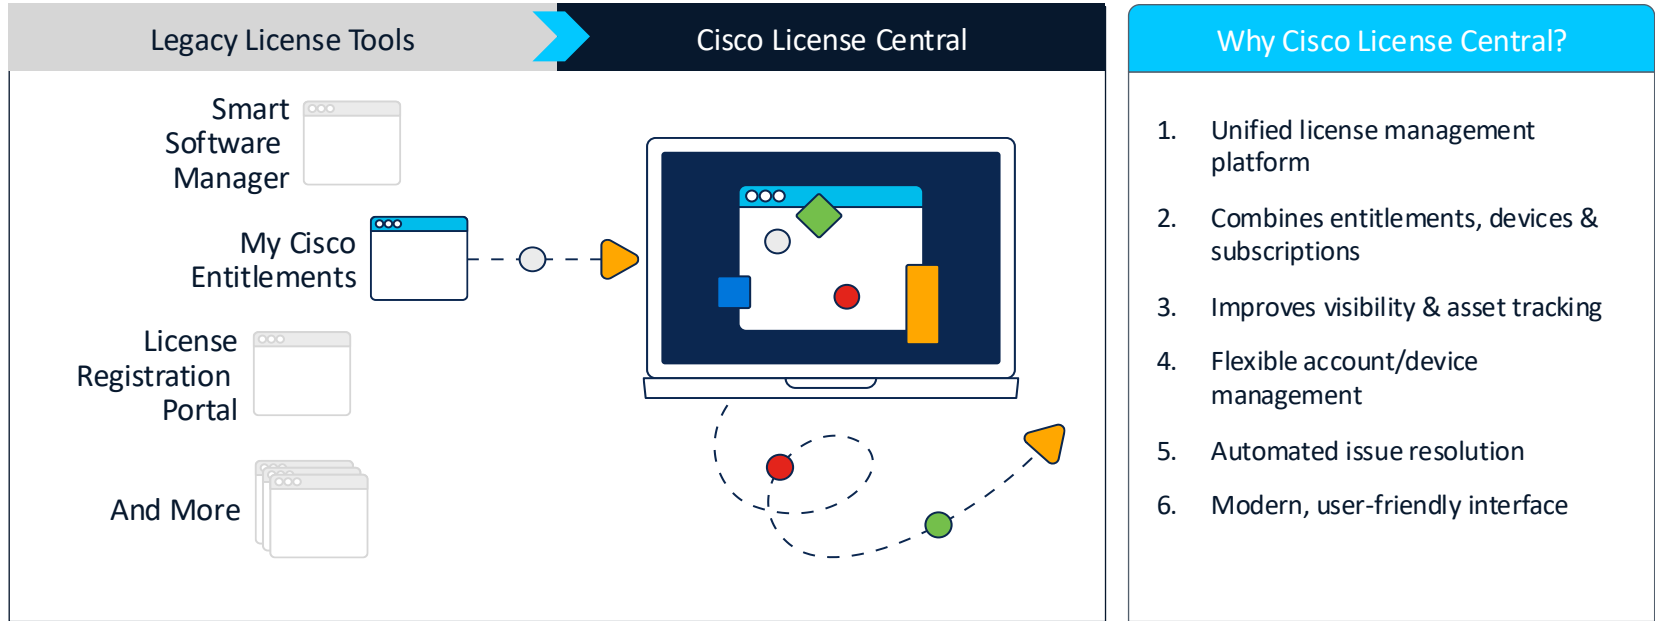 Legacy License Tools
Cisco License Central
Smart
Software
Manager
My Cisco
Entitlements
License
Registration
Portal
And More
Why Cisco License Central?
1. Unified license management
platform
2. Combines entitlements, devices &
subscriptions
3. Improves visibility & asset tracking
4. Flexible account/device
management
5. Automated issue resolution
6. Modern, user-friendly interface